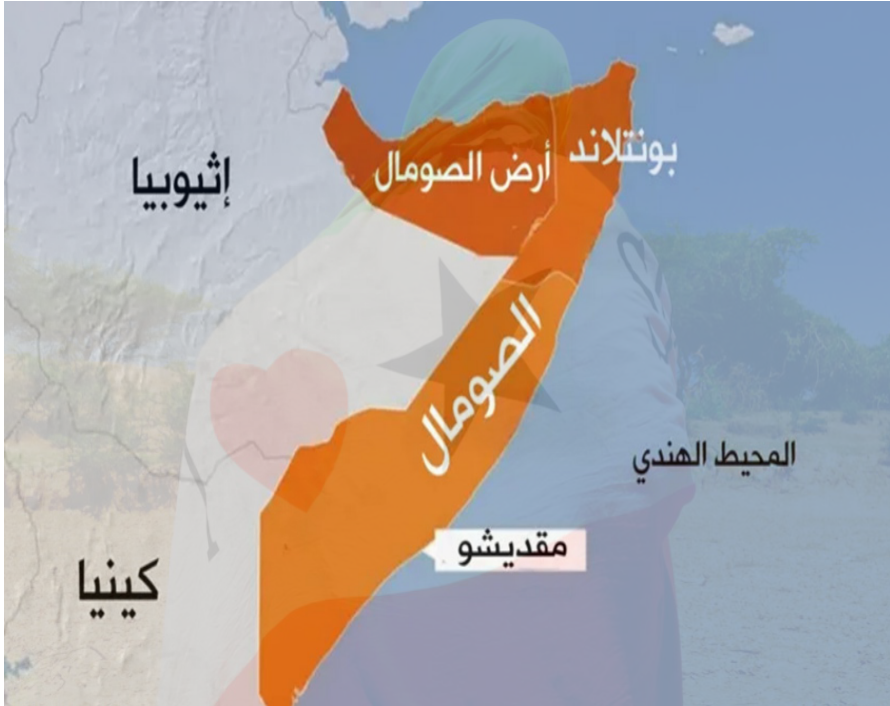 بونتلاند
أرض الصومال
إثيوبيا
الصومال
المحيط الهندي
مقديشو
كينيا